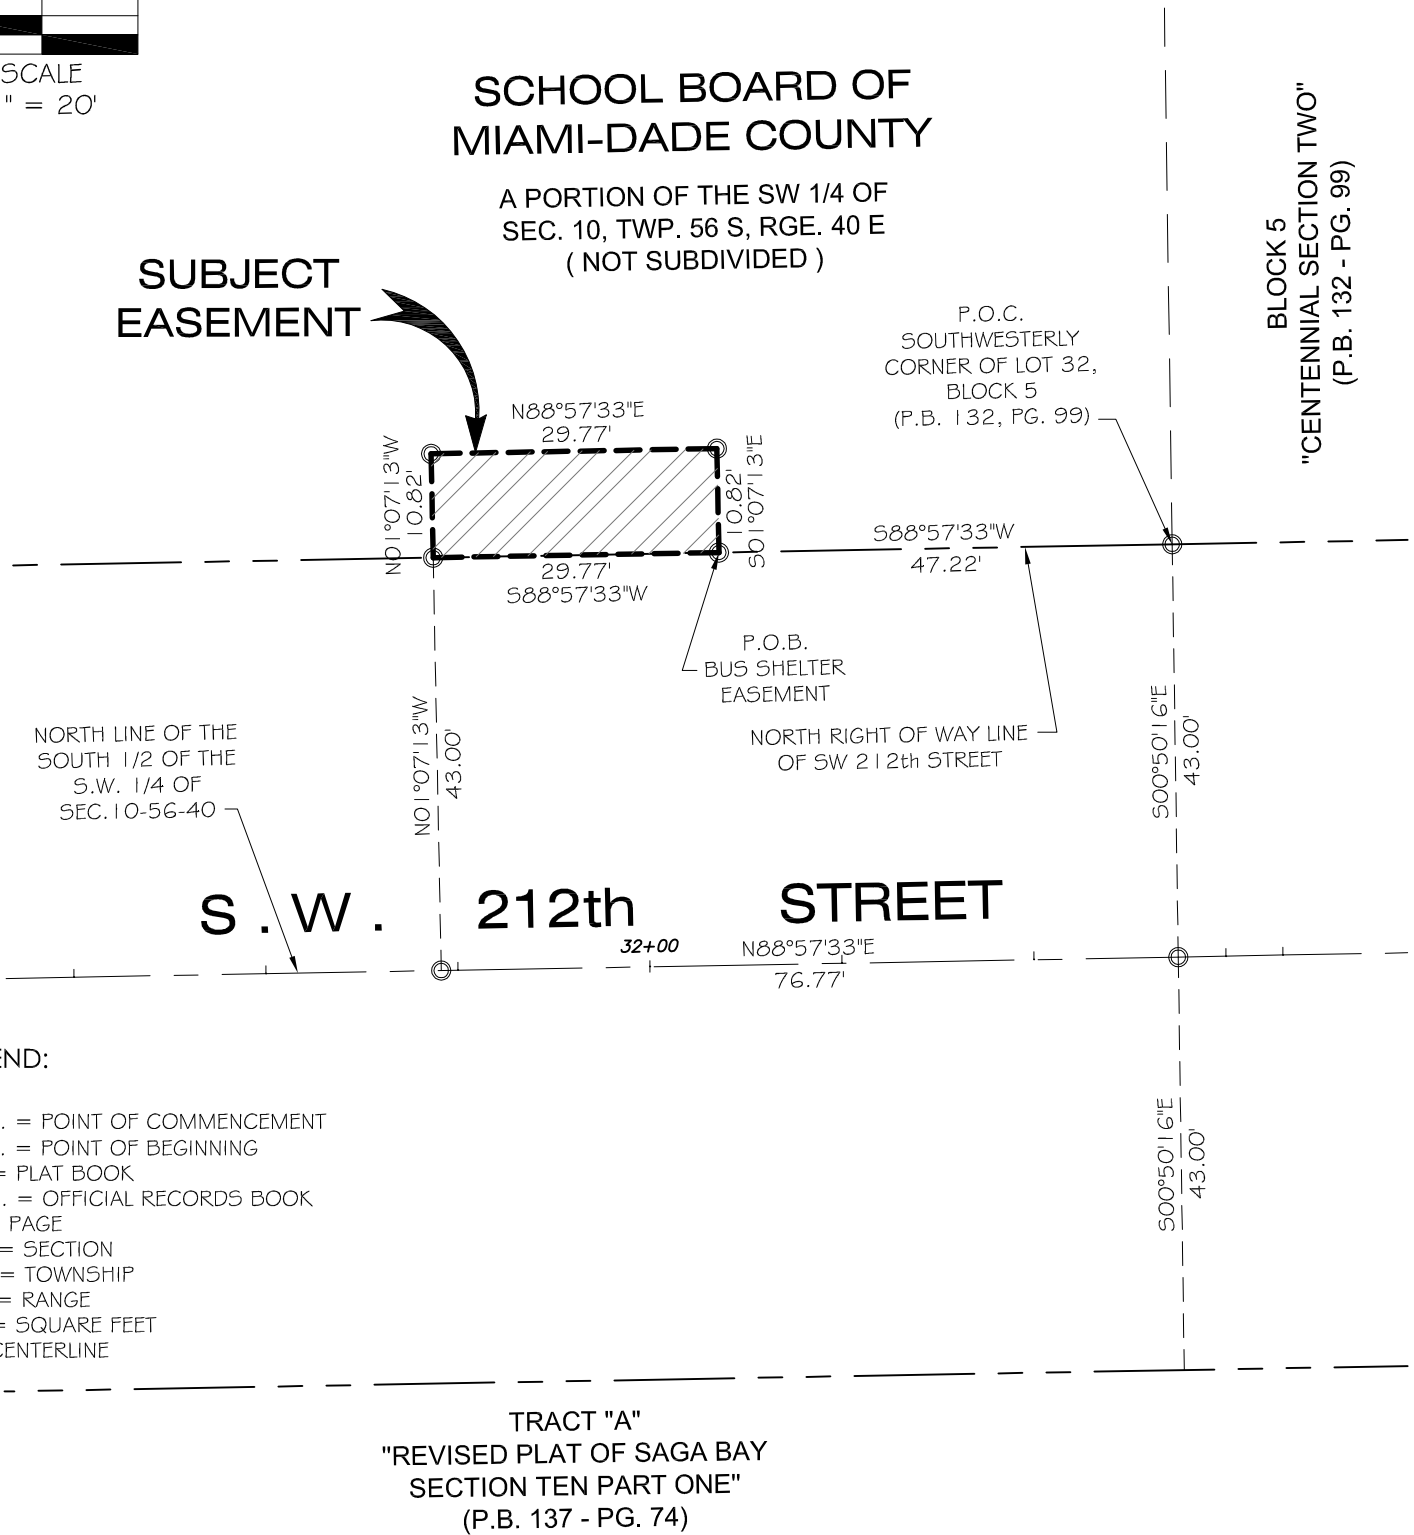 SCALE
" = 20'
SCHOOL BOARD OF
MIAMI-DADE COUNTY
A PORTION OF THE SW 1/4 OF
SEC. 10, TWP. 56 S, RGE. 40 E
( NOT SUBDIVIDED )
BLOCK 5
"CENTENNIAL SECTION TWO"
(P.B. 132 - PG. 99)
SUBJECT
EASEMENT
P.O.C.
SOUTHWESTERLY
CORNER OF LOT 32,
BLOCK 5
(P.B. 132, PG. 99)
N88°57'33"E
29.77'
N01°07'13"W
10.82'
10.82'
S01°07'13"E
29.77'
S88°57'33"W
S88°57'33"W
47.22'
P.O.B.
BUS SHELTER
EASEMENT
NORTH RIGHT OF WAY LINE
OF SW 212th STREET
N01°07'13"W
43.00'
S00°50'16"E
43.00'
NORTH LINE OF THE
SOUTH 1/2 OF THE
S.W. 1/4 OF
SEC.10-56-40
S . W . 212th STREET
32+00
N88°57'33"E
76.77'
S00°50'16"E
43.00'
END:
. = POINT OF COMMENCEMENT
. = POINT OF BEGINNING
= PLAT BOOK
. = OFFICIAL RECORDS BOOK
PAGE
= SECTION
= TOWNSHIP
= RANGE
= SQUARE FEET
CENTERLINE
TRACT "A"
"REVISED PLAT OF SAGA BAY
SECTION TEN PART ONE"
(P.B. 137 - PG. 74)